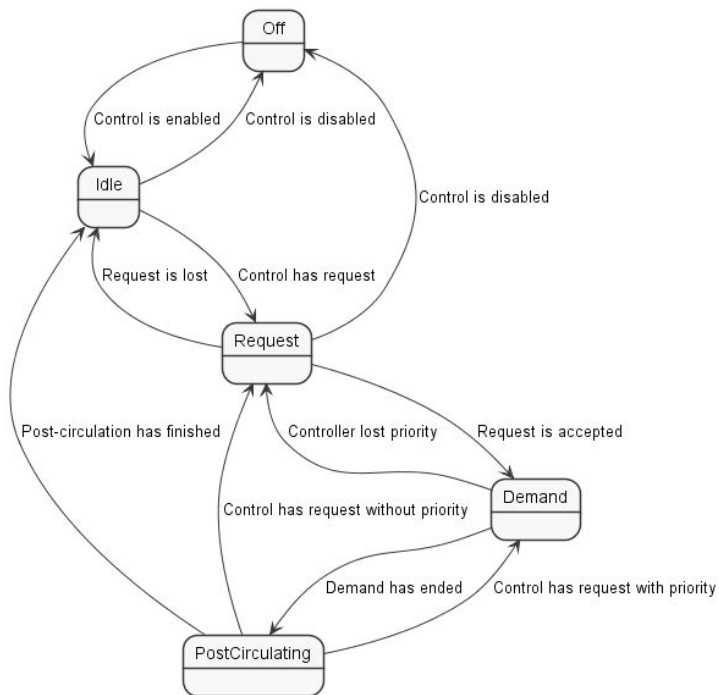 Off
Control is enabled
Control is disabled
Idle
Control is disabled
Request is lost
Control has request
Request
Post-circulation has finished
Controller lost priority
Request is accepted
Demand
Control has request without priority
Demand has ended
Control has request with priority
PostCirculating